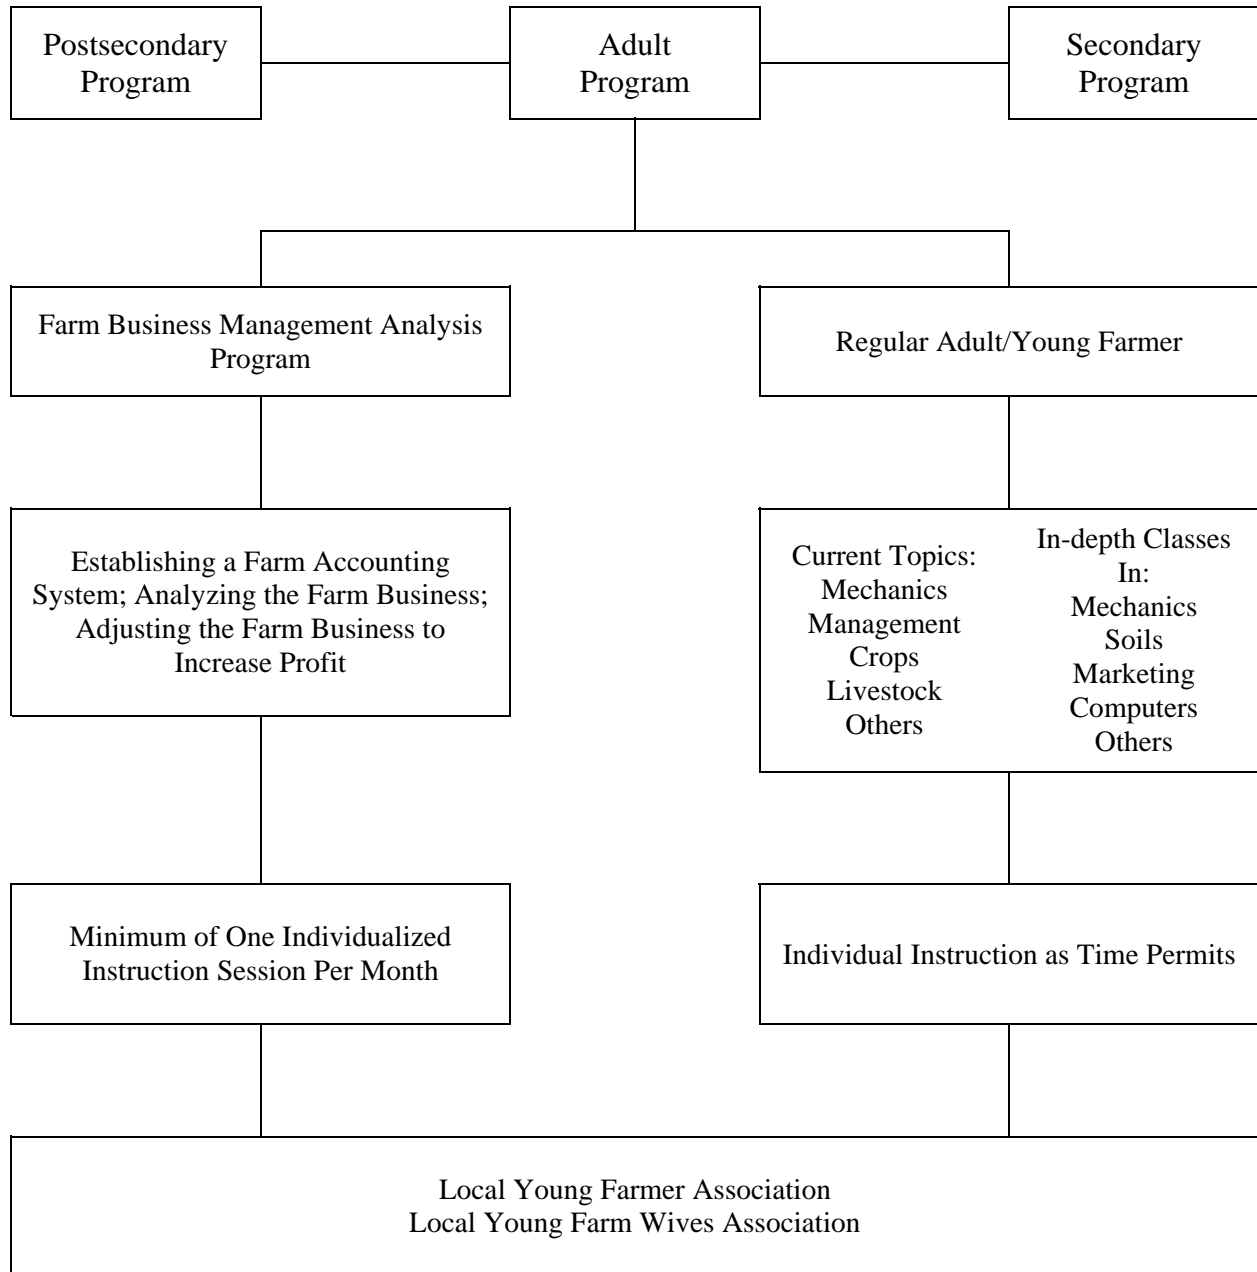 Postsecondary
Program
Adult
Program
Secondary
Program
Farm Business Management Analysis
Program
Regular Adult/Young Farmer
Establishing a Farm Accounting
System; Analyzing the Farm Business;
Adjusting the Farm Business to
Increase Profit
Current Topics:
Mechanics
Management
Crops
Livestock
Others
In-depth Classes
In:
Mechanics
Soils
Marketing
Computers
Others
Minimum of One Individualized
Instruction Session Per Month
Individual Instruction as Time Permits
Local Young Farmer Association
Local Young Farm Wives Association